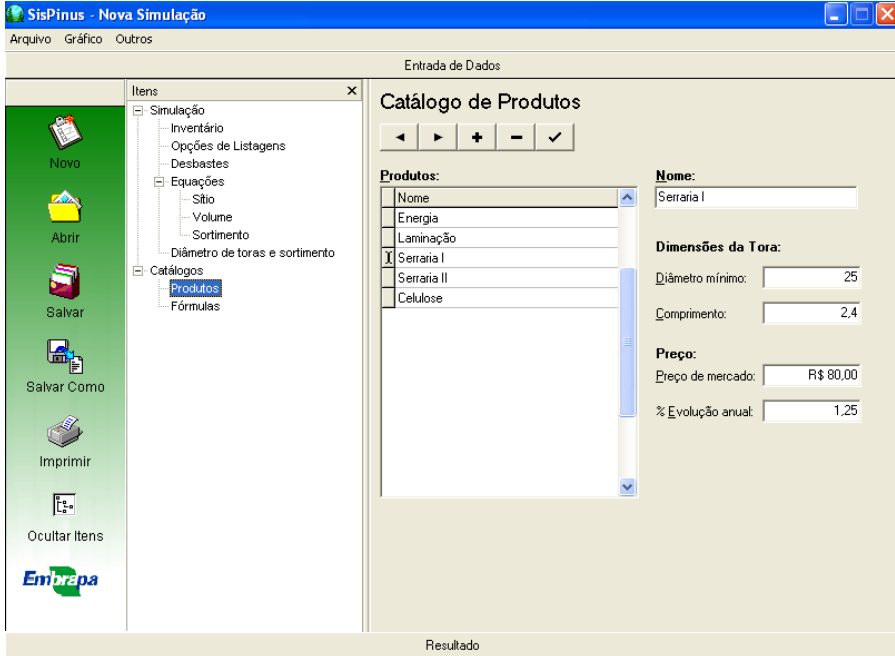 SisPinus - Nova Simulação
Arquivo Gráfico Outros
Entrada de Dados
Novo
Abrir
Salvar
Salvar Como
Imprimir
Ocultar Itens
Embrapa
Itens
Simulação
Inventário
Opções de Listagens
Desbastes
Equações
Sítio
Volume
Sortimento
Diâmetro de toras e sortimento
Catálogos
Produtos
Fórmulas
Catálogo de Produtos
Produtos:
Nome
Energia
Laminação
Serraria I
Serraria II
Celulose
Nome:
Serraria I
Dimensões da Tora:
Diâmetro mínimo: 25
Comprimento: 2,4
Preço:
Preço de mercado: R$ 80,00
% Evolução anual: 1,25
Resultado